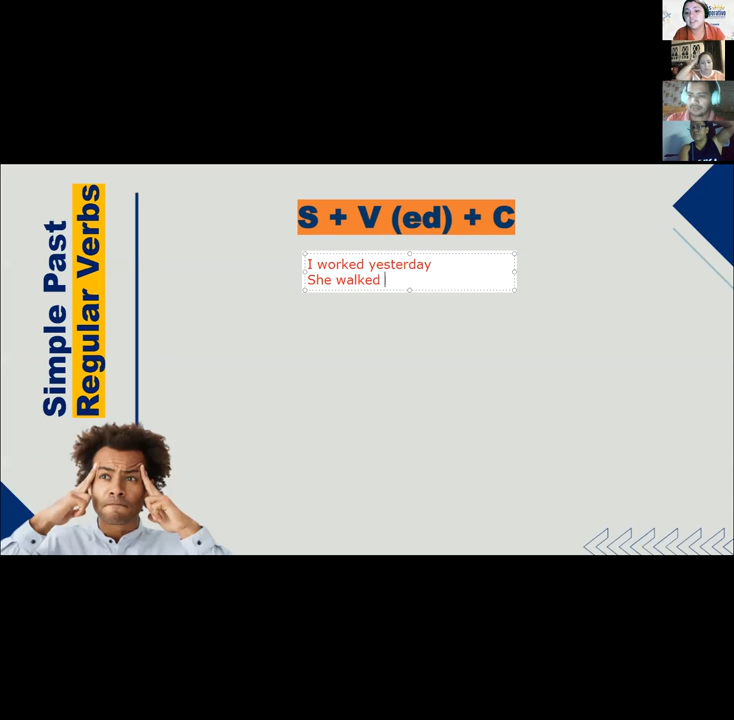 S + V (ed) + C
Simple Past
Regular Verbs
I worked yesterday
She walked